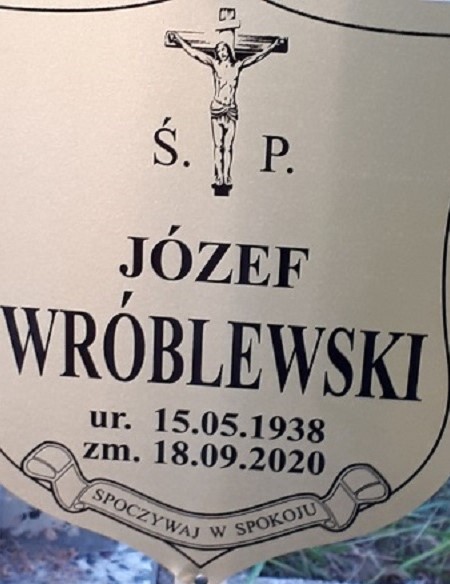 Ś. P.
JÓZEF
WRÓBLEWSKI
ur. 15.05.1938
zm. 18.09.2020
SPOCZYWAJ W SPOKOJU